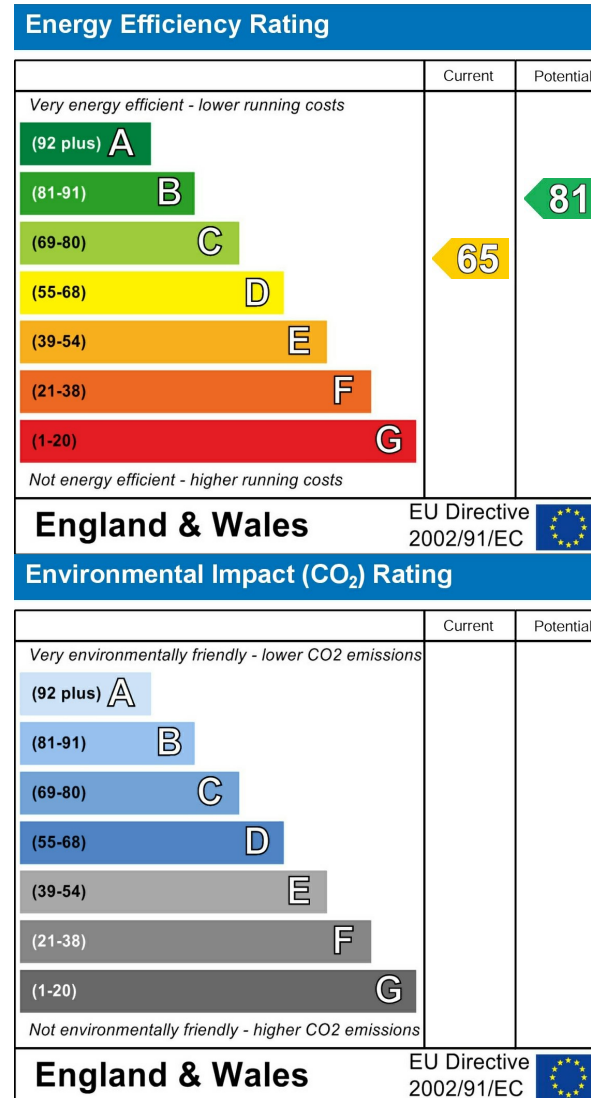 Energy Efficiency Rating
Current Potential
Very energy efficient - lower running costs
(92 plus) A
(81-91) B
81
(69-80) C
65
(55-68) D
(39-54) E
(21-38) F
(1-20) G
Not energy efficient - higher running costs
England & Wales
EU Directive
2002/91/EC
Environmental Impact (CO₂) Rating
Current Potential
Very environmentally friendly - lower CO2 emissions
(92 plus) A
(81-91) B
(69-80) C
(55-68) D
(39-54) E
(21-38) F
(1-20) G
Not environmentally friendly - higher CO2 emissions
England & Wales
EU Directive
2002/91/EC